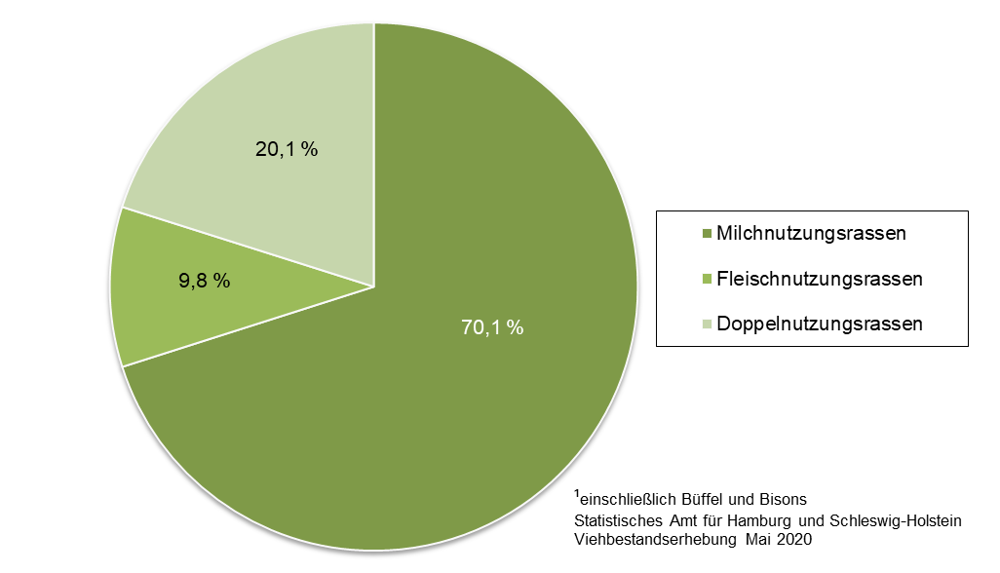 20,1 %
9,8 %
70,1 %
Milchnutzungsrassen
Fleischnutzungsrassen
Doppelnutzungsrassen
¹einschließlich Büffel und Bisons
Statistisches Amt für Hamburg und Schleswig-Holstein
Viehbestandserhebung Mai 2020